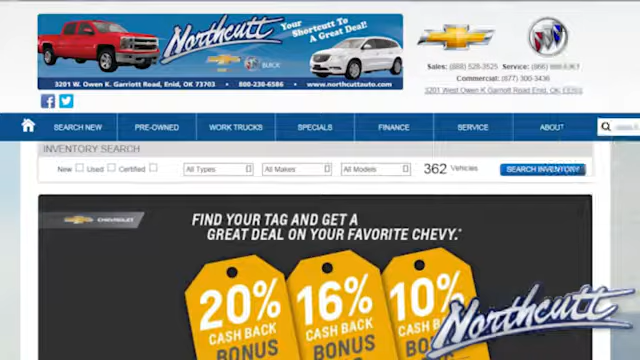 Northcutt
Your Shortcut To
A Great Deal!
BUICK
3201 W. Owen K. Garriott Road, Enid, OK 73703 • 800-230-6586 • www.northcuttauto.com
Sales: (888) 528-3525 Service: (866)
Commercial: (877) 300-3436
3201 West Owen K Garriott Road Enid, OK 73703
SEARCH NEW PRE-OWNED WORK TRUCKS SPECIALS FINANCE SERVICE ABOUT
INVENTORY SEARCH
New Used Certified All Types All Makes All Models 362 Vehicles SEARCH INVENTORY
CHEVROLET
FIND YOUR TAG AND GET A
GREAT DEAL ON YOUR FAVORITE CHEVY.*
20% 16% 10%
CASH BACK CASH BACK CASH BACK
BONUS BONUS BO
Northcutt